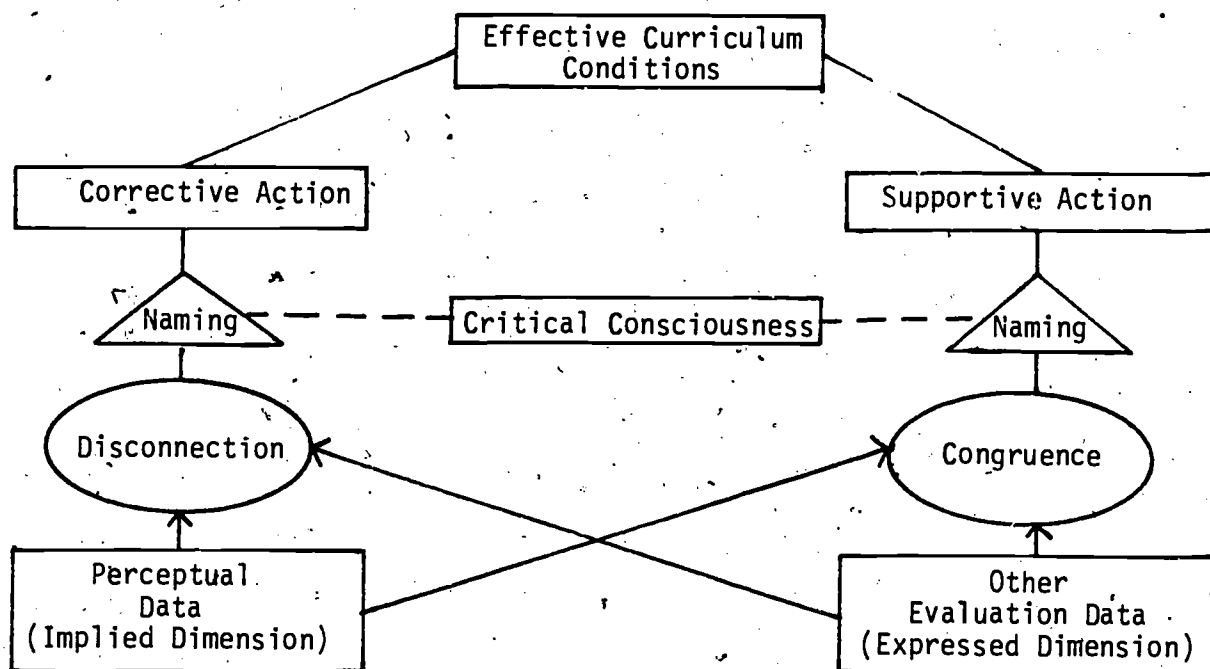 Effective Curriculum
Conditions
Corrective Action
Supportive Action
Naming
Critical Consciousness
Naming
Disconnection
Congruence
Perceptual
Data
(Implied Dimension)
Other
Evaluation Data
(Expressed Dimension)